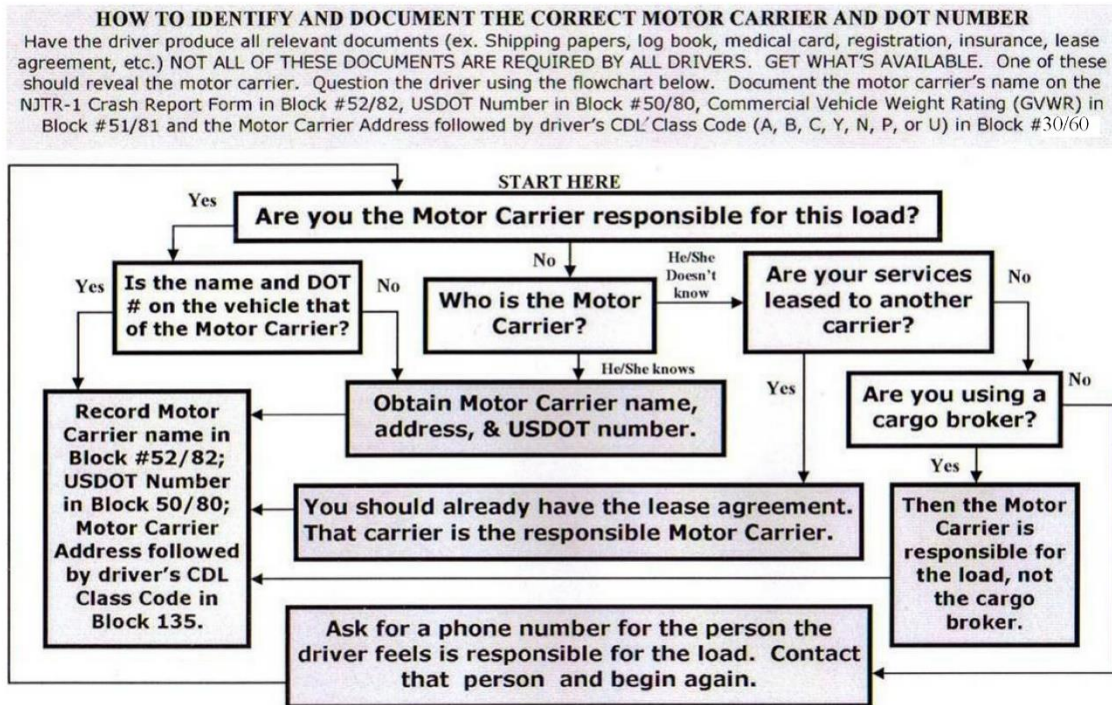 HOW TO IDENTIFY AND DOCUMENT THE CORRECT MOTOR CARRIER AND DOT NUMBER
Have the driver produce all relevant documents (ex. Shipping papers, log book, medical card, registration, insurance, lease
agreement, etc.) NOT ALL OF THESE DOCUMENTS ARE REQUIRED BY ALL DRIVERS. GET WHAT'S AVAILABLE. One of these
should reveal the motor carrier. Question the driver using the flowchart below. Document the motor carrier's name on the
NJTR-1 Crash Report Form in Block #52/82, USDOT Number in Block #50/80, Commercial Vehicle Weight Rating (GVWR) in
Block #51/81 and the Motor Carrier Address followed by driver's CDL Class Code (A, B, C, Y, N, P, or U) in Block #30/60
START HERE
Are you the Motor Carrier responsible for this load?
Yes
No
Is the name and DOT
# on the vehicle that
of the Motor Carrier?
Yes
No
Who is the Motor
Carrier?
He/She
Doesn't
know
He/She knows
Are your services
leased to another
carrier?
No
Yes
Obtain Motor Carrier name,
address, & USDOT number.
Are you using a
cargo broker?
No
Yes
Record Motor
Carrier name in
Block #52/82;
USDOT Number
in Block 50/80;
Motor Carrier
Address followed
by driver's CDL
Class Code in
Block 135.
You should already have the lease agreement.
That carrier is the responsible Motor Carrier.
Then the Motor
Carrier is
responsible for
the load, not
the cargo
broker.
Ask for a phone number for the person the
driver feels is responsible for the load. Contact
that person and begin again.